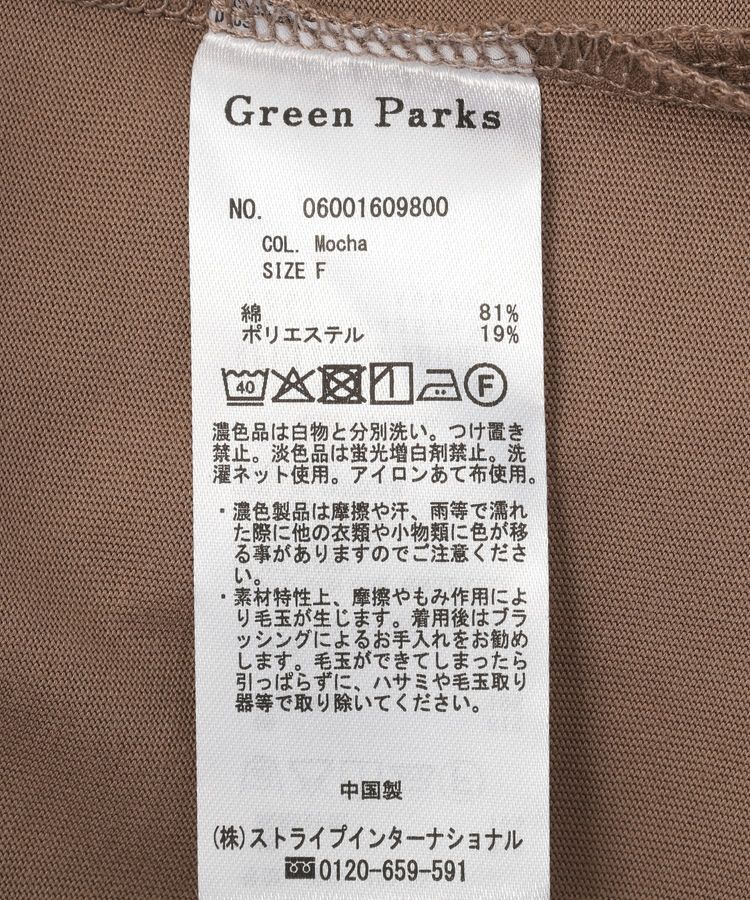 Green Parks
NO. 06001609800
COL. Mocha
SIZE F
綿 81%
ポリエステル 19%
40 F
濃色品は白物と分別洗い。つけ置き
禁止。淡色品は蛍光増白剤禁止。洗
濯ネット使用。アイロンあて布使用。
・濃色製品は摩擦や汗、雨等で濡れ
た際に他の衣類や小物類に色が移
る事がありますのでご注意くださ
い。
・素材特性上、摩擦やもみ作用によ
り毛玉が生じます。着用後はブラ
ッシングによるお手入れをお勧め
します。毛玉ができてしまったら
引っぱらずに、ハサミや毛玉取り
器等で取り除いてください。
中国製
(株)ストライプインターナショナル
0120-659-591